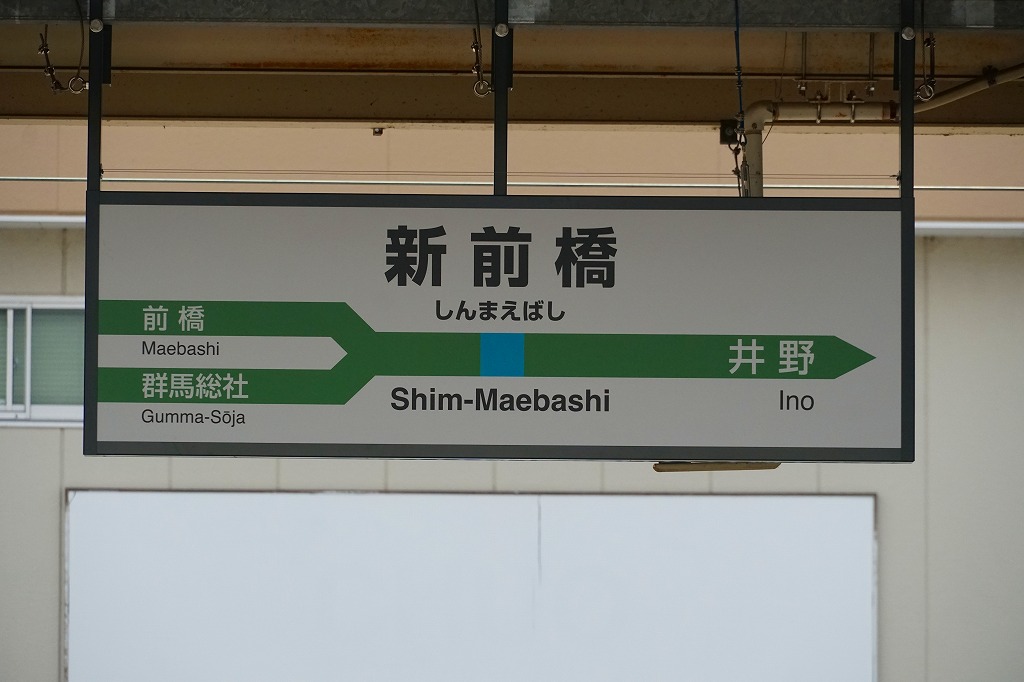 新前橋
しんまえばし
前橋
Maebashi
群馬総社
Gumma-Sōja
井野
Shim-Maebashi
Ino